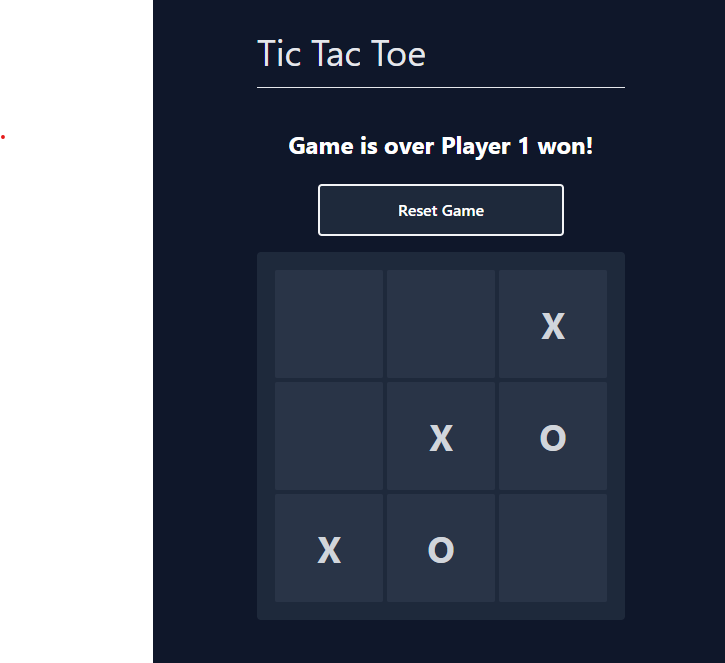 Tic Tac Toe
Game is over Player 1 won!
Reset Game
X
X O
X O